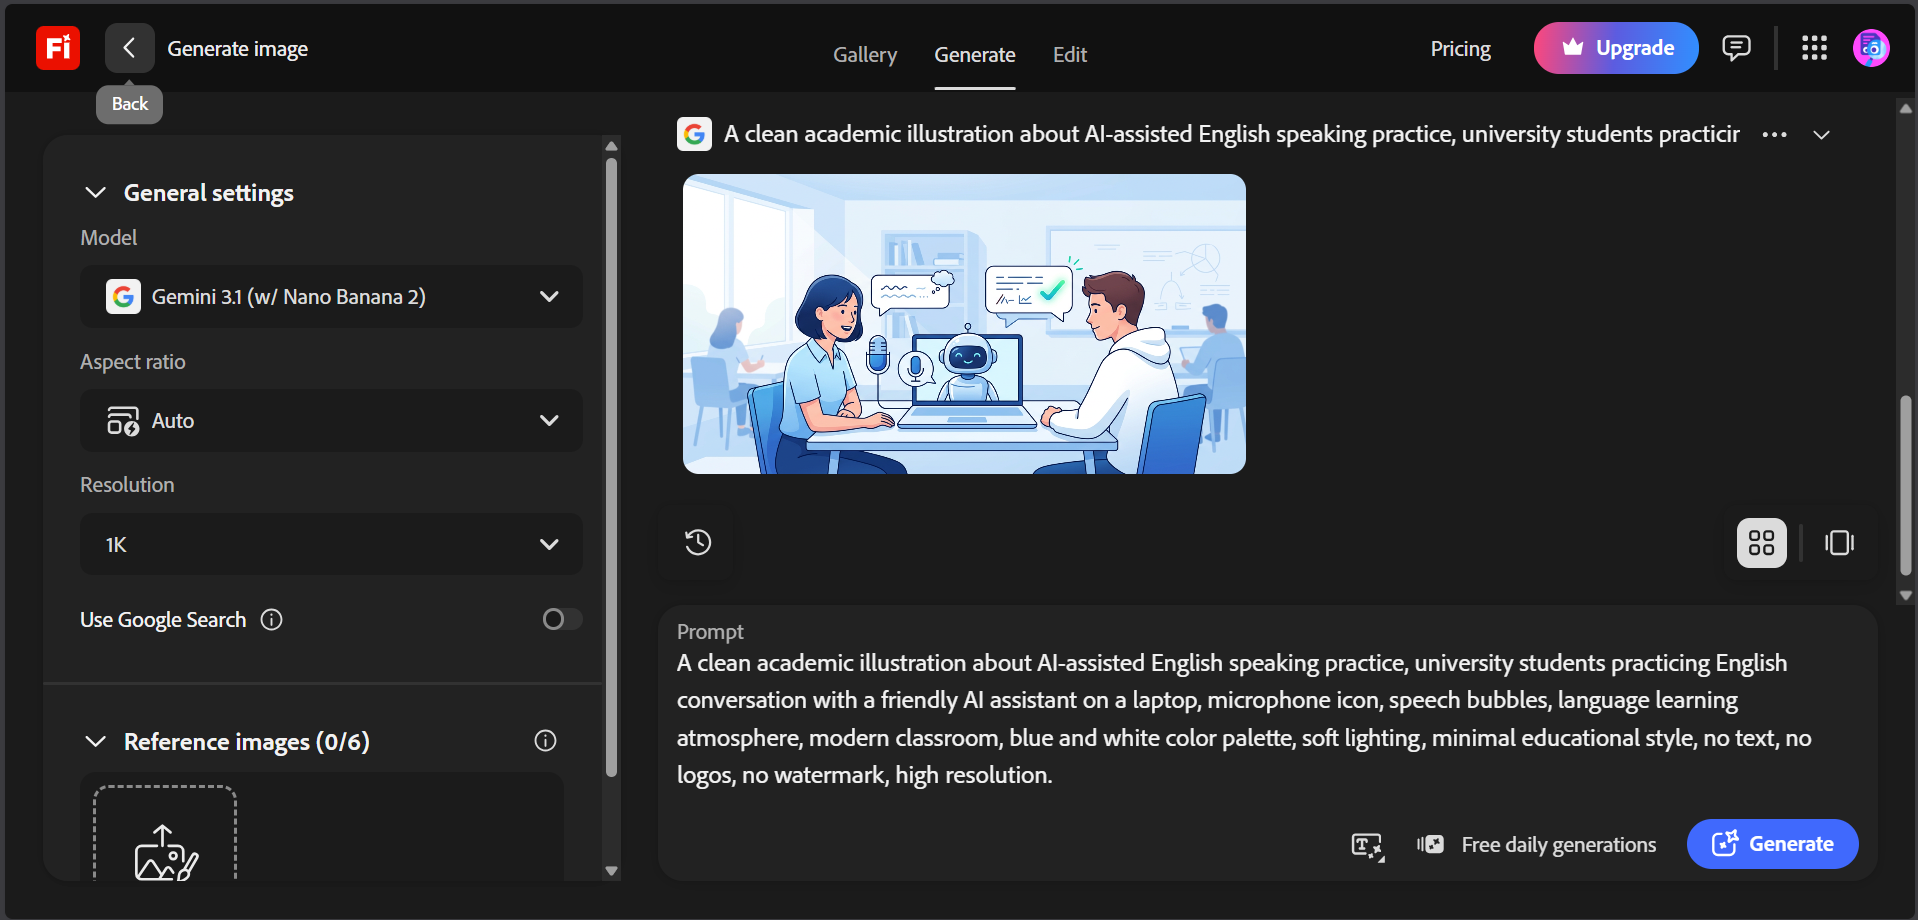 Fi
Generate image
Gallery
Generate
Edit
Pricing
Upgrade
Back
General settings
Model
Gemini 3.1 (w/ Nano Banana 2)
Aspect ratio
Auto
Resolution
1K
Use Google Search
Reference images (0/6)
A clean academic illustration about AI-assisted English speaking practice, university students practicin
Prompt
A clean academic illustration about AI-assisted English speaking practice, university students practicing English
conversation with a friendly AI assistant on a laptop, microphone icon, speech bubbles, language learning
atmosphere, modern classroom, blue and white color palette, soft lighting, minimal educational style, no text, no
logos, no watermark, high resolution.
Free daily generations
Generate